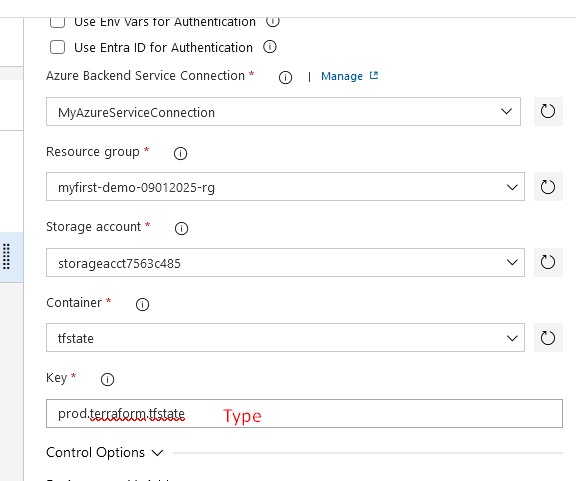 Use Env Vars for Authentication
Use Entra ID for Authentication
Azure Backend Service Connection * | Manage
MyAzureServiceConnection
Resource group *
myfirst-demo-09012025-rg
Storage account *
storageacct7563c485
Container *
tfstate
Key *
prod.terraform.tfstate Type
Control Options